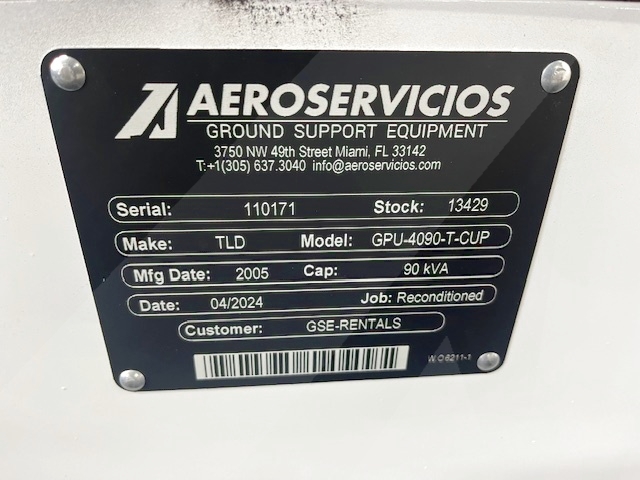 AEROSERVICIOS
GROUND SUPPORT EQUIPMENT
3750 NW 49th Street Miami, FL 33142
T:+1(305) 637.3040 info@aeroservicios.com
Serial: 110171 Stock: 13429
Make: TLD Model: GPU-4090-T-CUP
Mfg Date: 2005 Cap: 90 kVA
Date: 04/2024 Job: Reconditioned
Customer: GSE-RENTALS
W.O6211-1